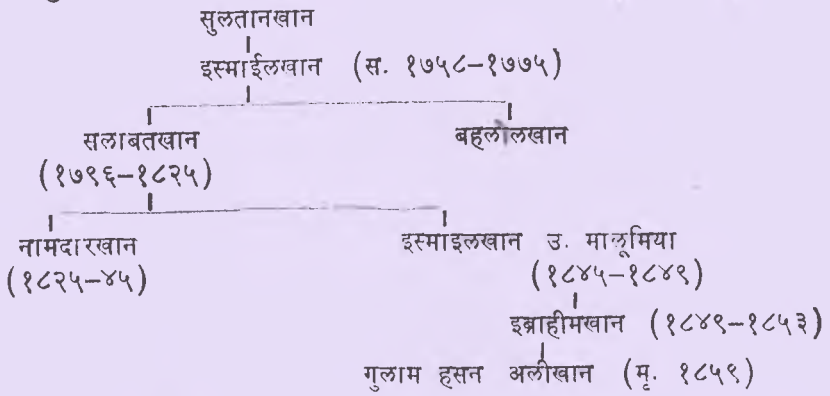 सुलतानखान
इस्माईलखान (स. १७५८–१७७५)
सलाबतखान बहलोलखान
(१७९६–१८२५)
नामदारखान इस्माइलखान उ. मालूमिया
(१८२५–४५) (१८४५–१८४९)
इब्राहीमखान (१८४९–१८५३)
गुलाम हसन अलीखान (मृ. १८५९)